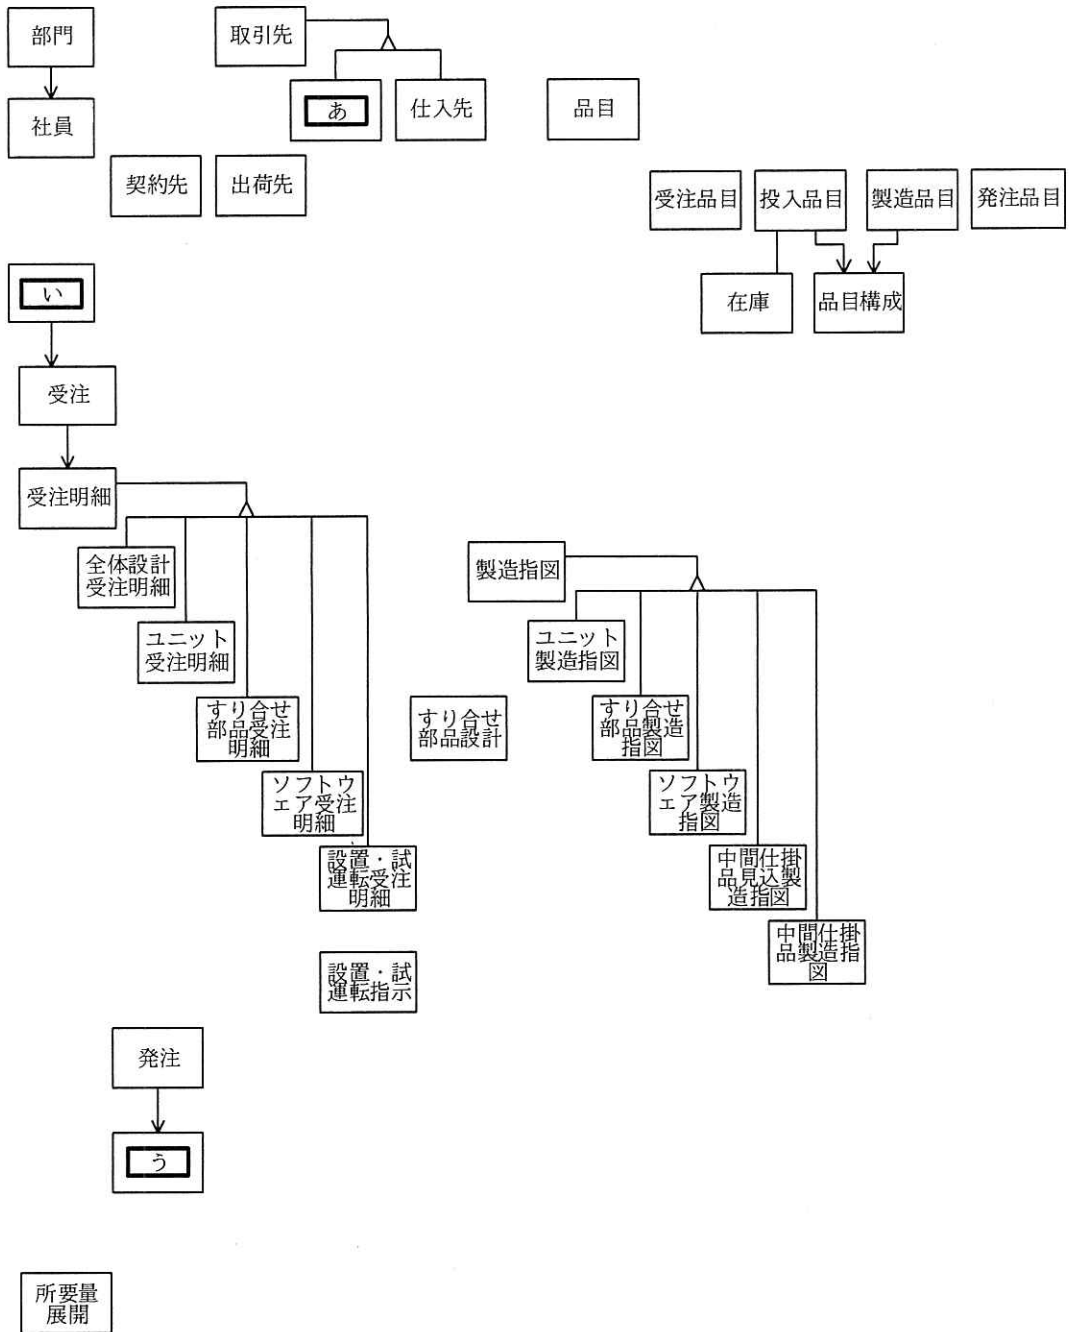 部門
取引先
社員
あ
仕入先
品目
契約先
出荷先
受注品目
投入品目
製造品目
発注品目
い
在庫
品目構成
受注
受注明細
全体設計
受注明細
製造指図
ユニット
受注明細
ユニット
製造指図
すり合せ
部品受注
明細
すり合せ
部品設計
すり合せ
部品製造
指図
ソフトウ
ェア受注
明細
ソフトウ
ェア製造
指図
設置・試
運転受注
明細
中間仕掛
品見込製
造指図
中間仕掛
品製造指
図
設置・試
運転指示
発注
う
所要量
展開